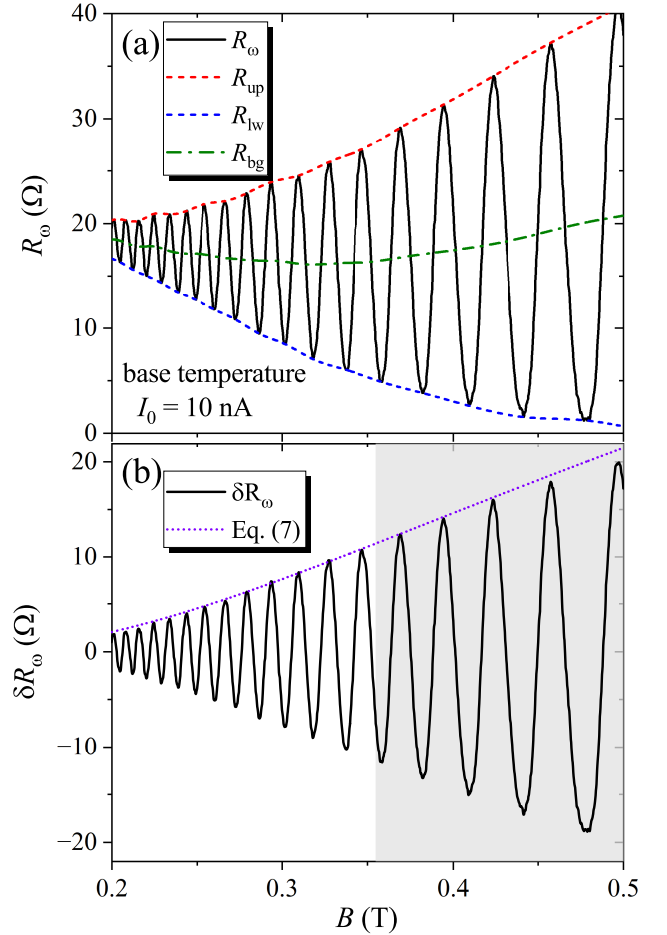 40
(a)
R_ω
R_up
R_lw
R_bg
30
20
10
0
R_ω (Ω)
base temperature
I_0 = 10 nA
20
(b)
δR_ω
Eq. (7)
10
0
−10
−20
δR_ω (Ω)
0.2 0.3 0.4 0.5
B (T)